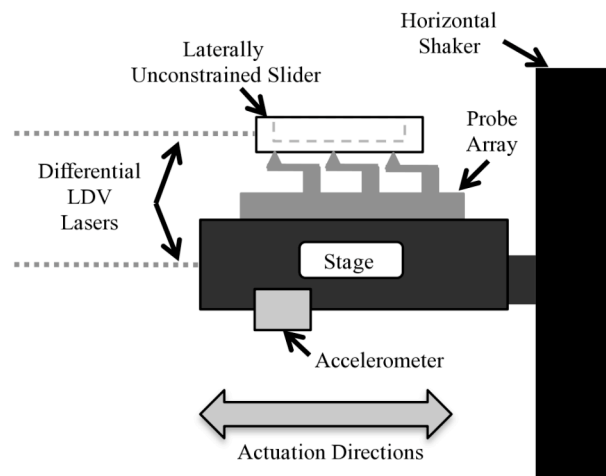 Horizontal
Shaker
Laterally
Unconstrained Slider
Probe
Array
Differential
LDV
Lasers
Stage
Accelerometer
Actuation Directions